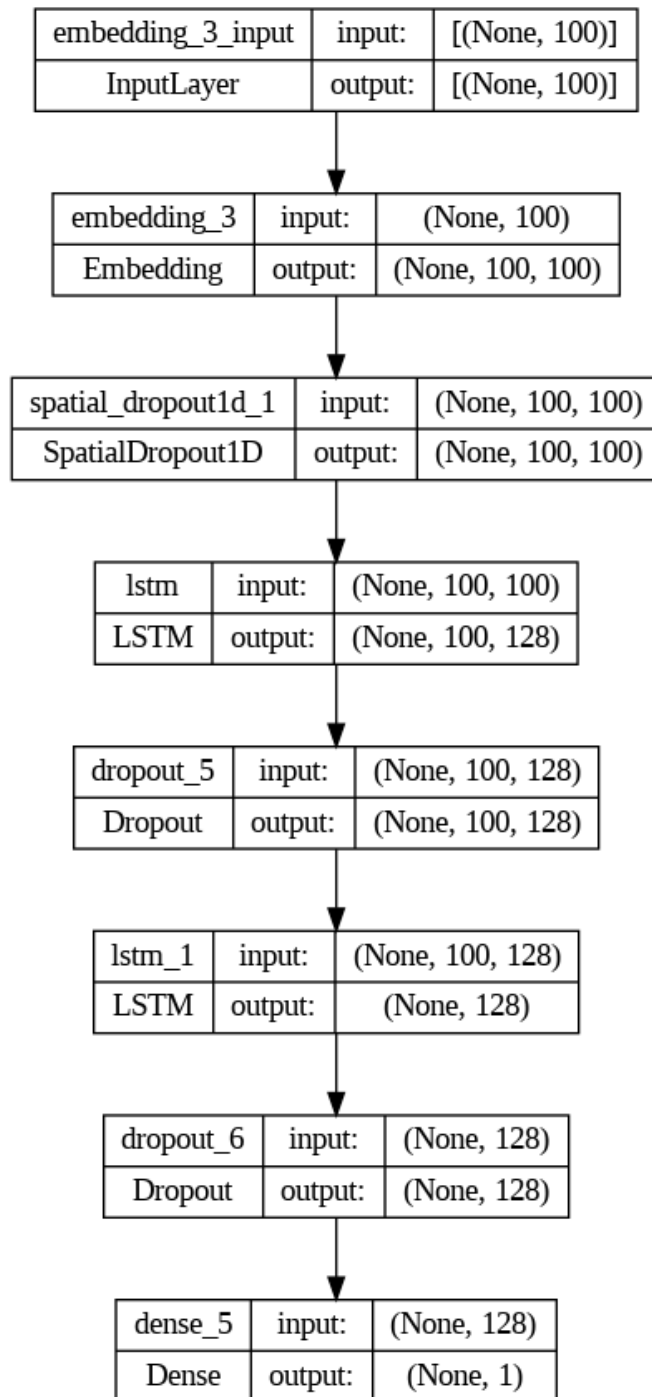 embedding_3_input input: [(None, 100)]
InputLayer output: [(None, 100)]
embedding_3 input: (None, 100)
Embedding output: (None, 100, 100)
spatial_dropout1d_1 input: (None, 100, 100)
SpatialDropout1D output: (None, 100, 100)
lstm input: (None, 100, 100)
LSTM output: (None, 100, 128)
dropout_5 input: (None, 100, 128)
Dropout output: (None, 100, 128)
lstm_1 input: (None, 100, 128)
LSTM output: (None, 128)
dropout_6 input: (None, 128)
Dropout output: (None, 128)
dense_5 input: (None, 128)
Dense output: (None, 1)